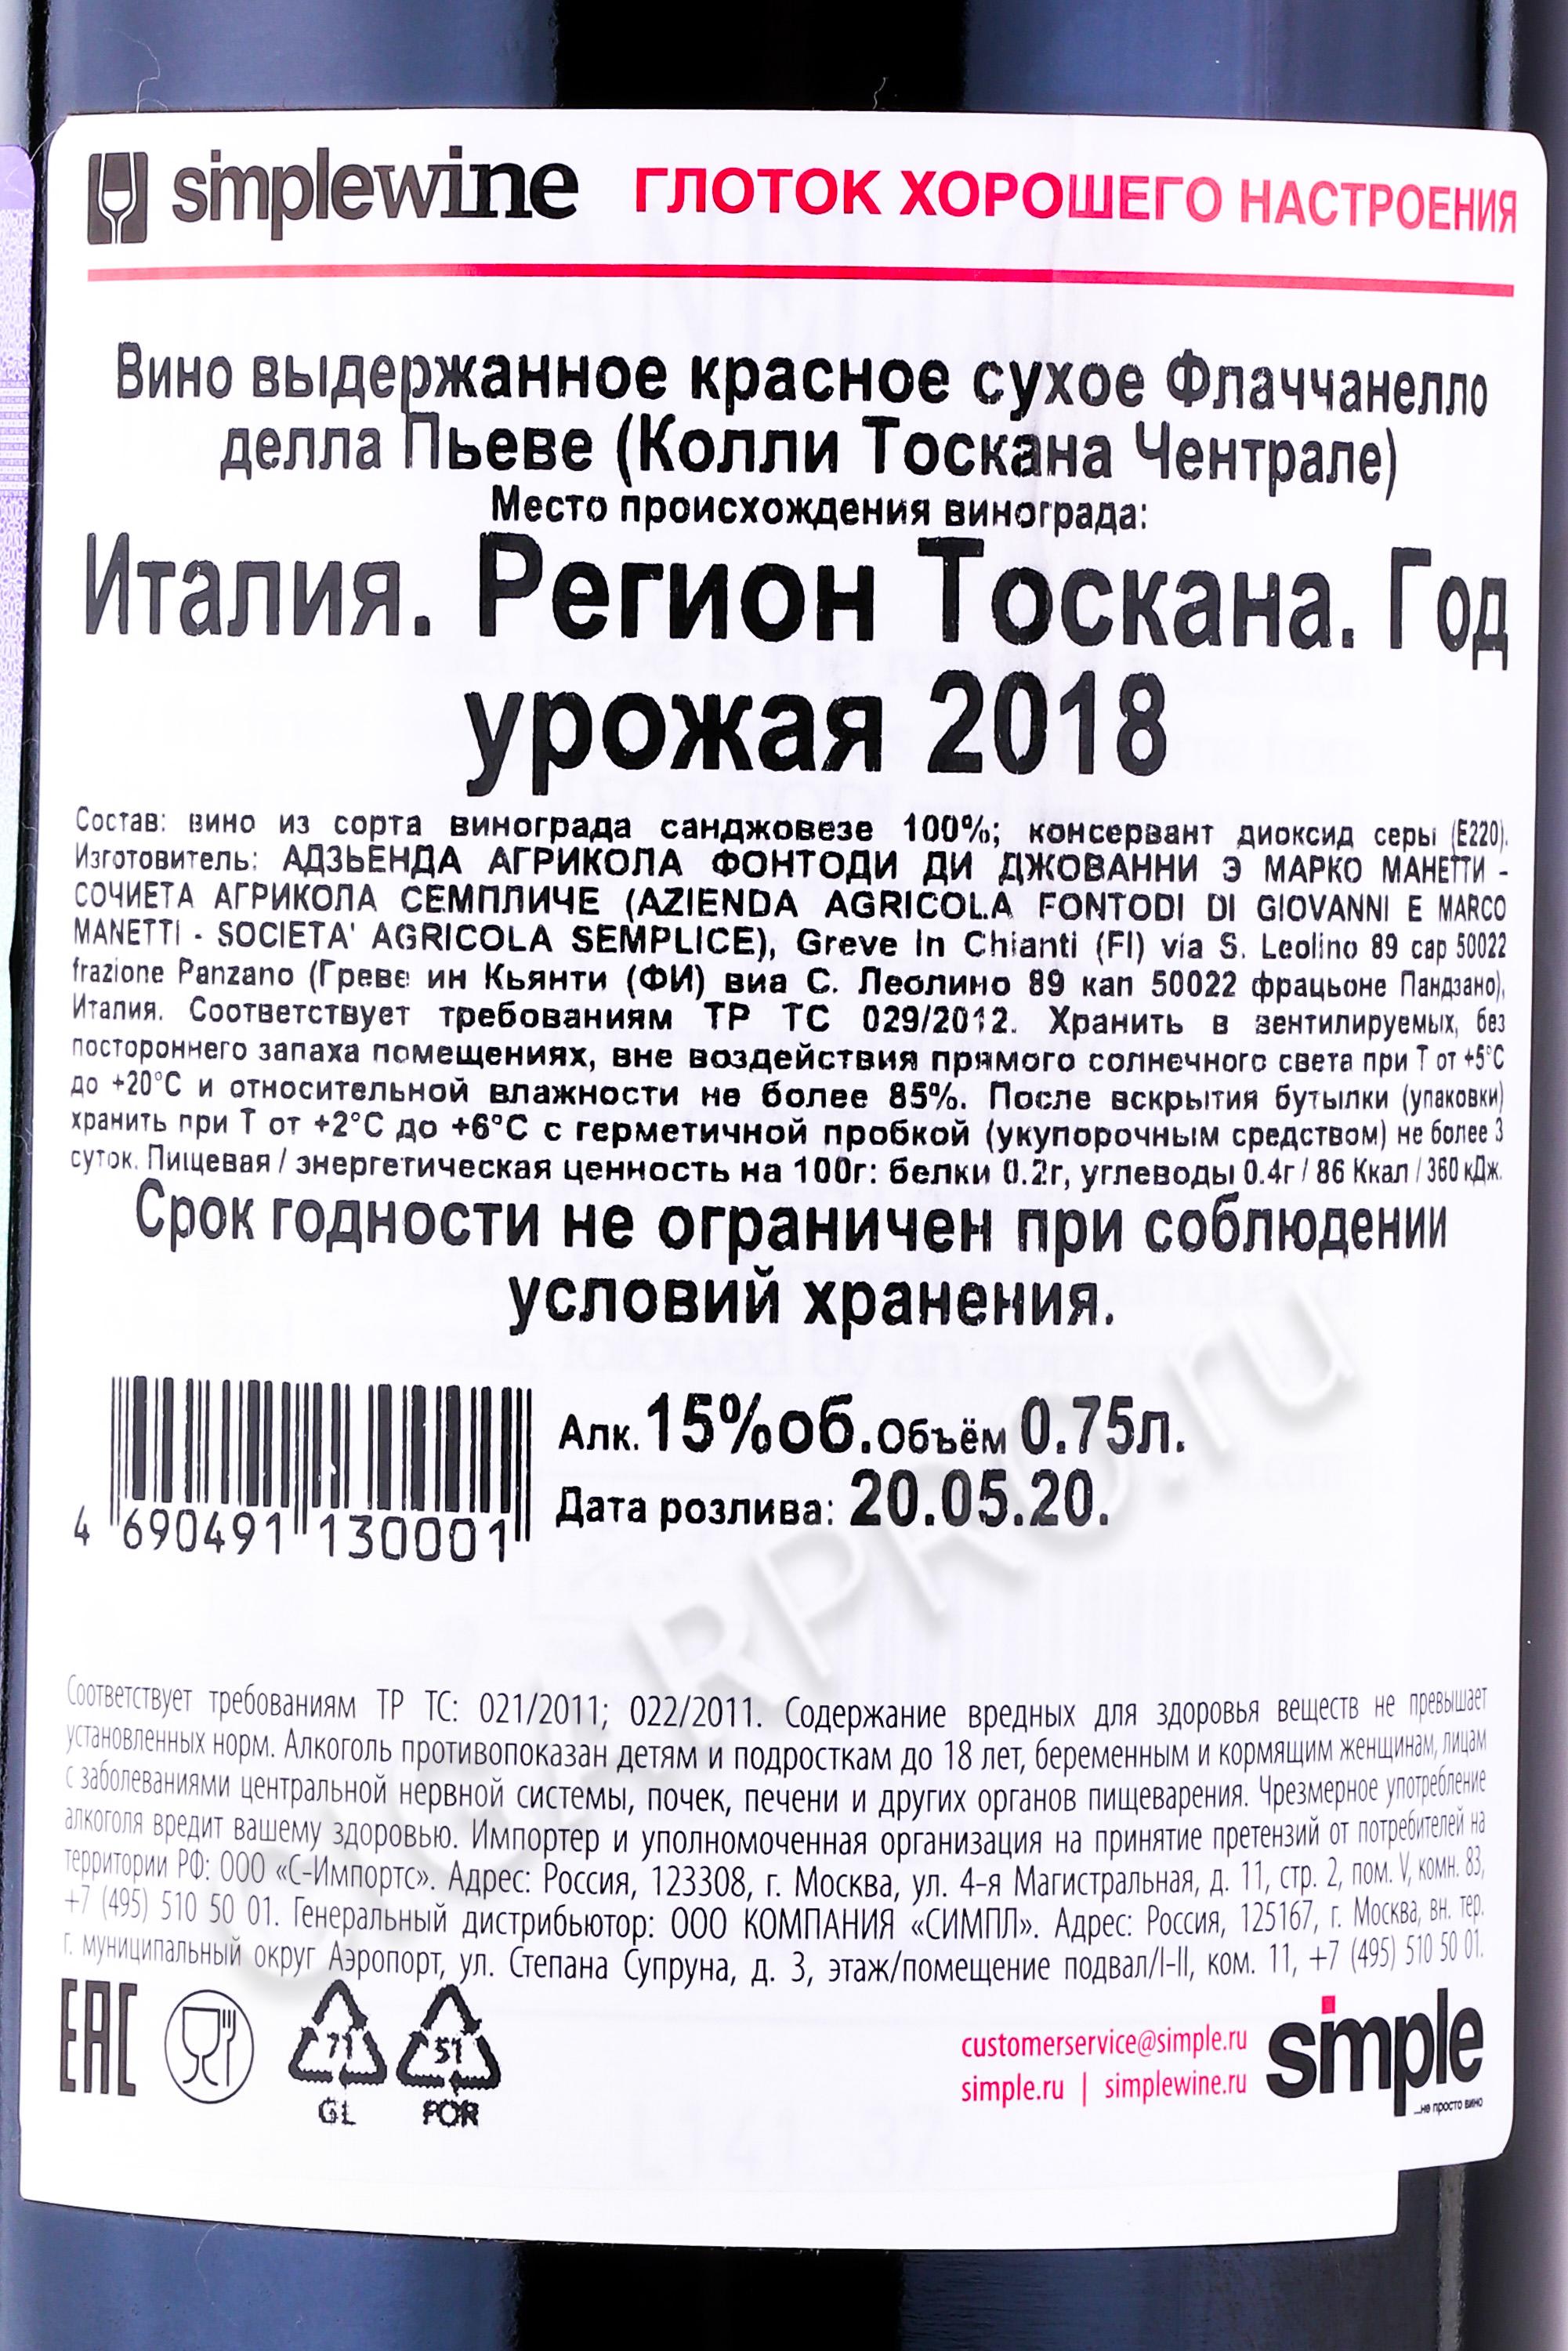 simplewine ГЛОТОК ХОРОШЕГО НАСТРОЕНИЯ
Вино выдержанное красное сухое Флаччанелло
делла Пьеве (Колли Тоскана Чентрале)
Место происхождения винограда:
Италия. Регион Тоскана. Год
урожая 2018
Состав: вино из сорта винограда санджовезе 100%; консервант диоксид серы (Е220).
Изготовитель: АДЗЬЕНДА АГРИКОЛА ФОНТОДИ ДИ ДЖОВАННИ Э МАРКО МАНЕТТИ -
СОЧИЕТА АГРИКОЛА СЕМПЛИЧЕ (AZIENDA AGRICOLA FONTODI DI GIOVANNI E MARCO
MANETTI - SOCIETA' AGRICOLA SEMPLICE), Greve In Chianti (FI) via S. Leolino 89 cap 50022
frazione Panzano (Греве ин Кьянти (ФИ) виа С. Леолино 89 кап 50022 фрацьоне Пандзано),
Италия. Соответствует требованиям ТР ТС 029/2012. Хранить в вентилируемых, без
постороннего запаха помещениях, вне воздействия прямого солнечного света при Т от +5°С
до +20°С и относительной влажности не более 85%. После вскрытия бутылки (упаковки)
хранить при Т от +2°С до +6°С с герметичной пробкой (укупорочным средством) не более 3
суток. Пищевая / энергетическая ценность на 100г: белки 0.2г, углеводы 0.4г / 86 Ккал / 360 кДж.
Срок годности не ограничен при соблюдении
условий хранения.
Алк. 15%об. Объём 0.75л.
Дата розлива: 20.05.20.
4 690491 130001
Соответствует требованиям ТР ТС: 021/2011; 022/2011. Содержание вредных для здоровья веществ не превышает
установленных норм. Алкоголь противопоказан детям и подросткам до 18 лет, беременным и кормящим женщинам, лицам
с заболеваниями центральной нервной системы, почек, печени и других органов пищеварения. Чрезмерное употребление
алкоголя вредит вашему здоровью. Импортер и уполномоченная организация на принятие претензий от потребителей на
территории РФ: ООО «С-Импортс». Адрес: Россия, 123308, г. Москва, ул. 4-я Магистральная, д. 11, стр. 2, пом. V, комн. 83,
+7 (495) 510 50 01. Генеральный дистрибьютор: ООО КОМПАНИЯ «СИМПЛ». Адрес: Россия, 125167, г. Москва, вн. тер.
г. муниципальный округ Аэропорт, ул. Степана Супруна, д. 3, этаж/помещение подвал/I-II, ком. 11, +7 (495) 510 50 01.
EAC
71
GL
51
FOR
customerservice@simple.ru
simple.ru | simplewine.ru
simple
...не просто вино
CIGARPRO.ru